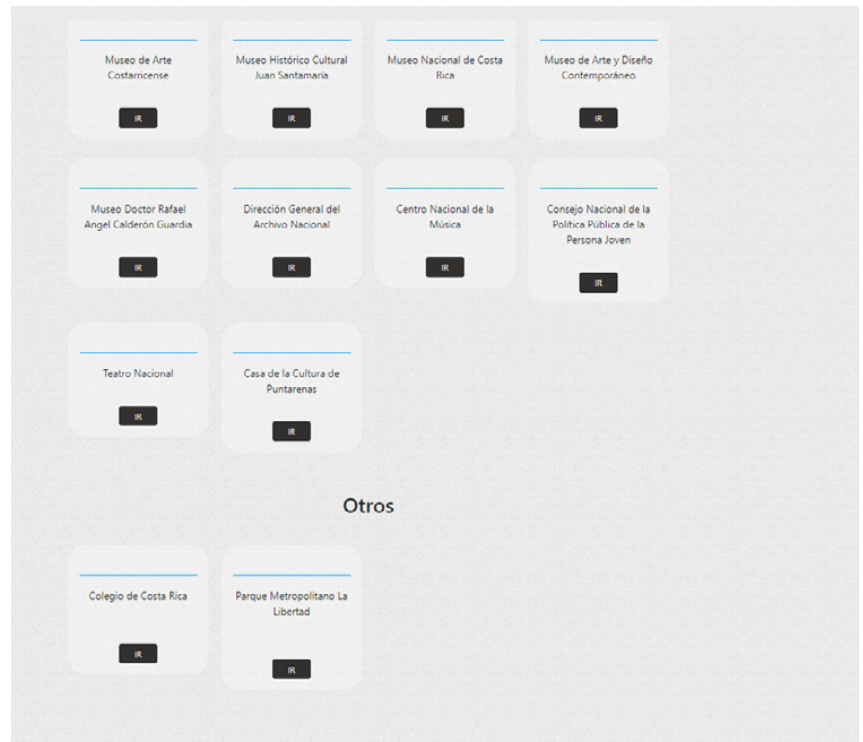 Museo de Arte
Costarricense
IR
Museo Histórico Cultural
Juan Santamaría
IR
Museo Nacional de Costa
Rica
IR
Museo de Arte y Diseño
Contemporáneo
IR
Museo Doctor Rafael
Angel Calderón Guardia
IR
Dirección General del
Archivo Nacional
IR
Centro Nacional de la
Música
IR
Consejo Nacional de la
Política Pública de la
Persona Joven
IR
Teatro Nacional
IR
Casa de la Cultura de
Puntarenas
IR
Otros
Colegio de Costa Rica
IR
Parque Metropolitano La
Libertad
IR